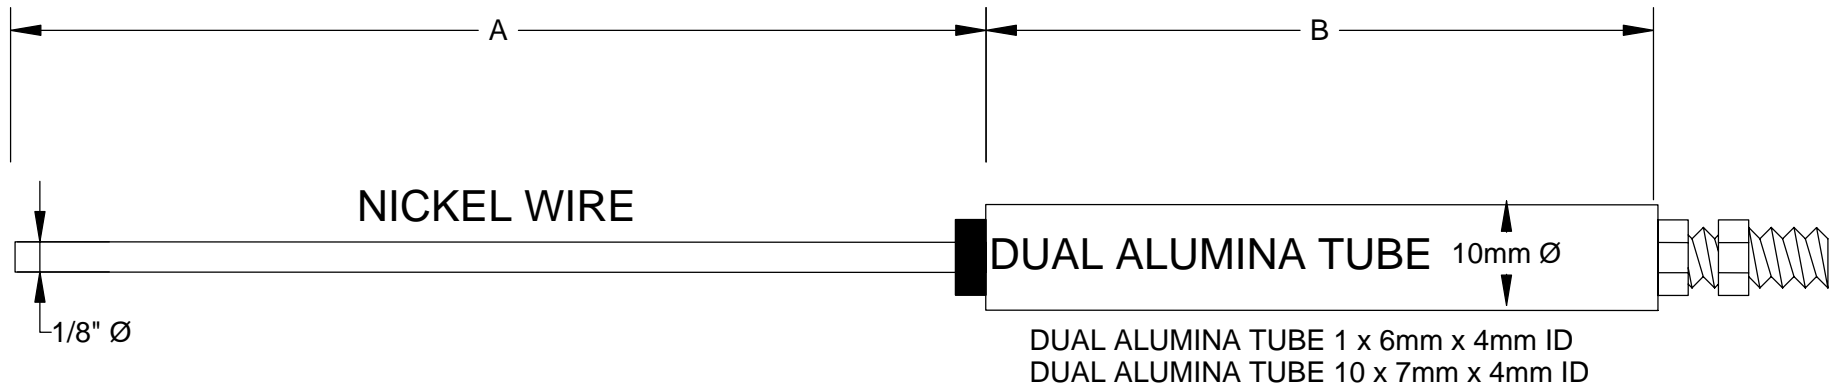 A
B
NICKEL WIRE
DUAL ALUMINA TUBE 10mm Ø
1/8" Ø
DUAL ALUMINA TUBE 1 x 6mm x 4mm ID
DUAL ALUMINA TUBE 10 x 7mm x 4mm ID